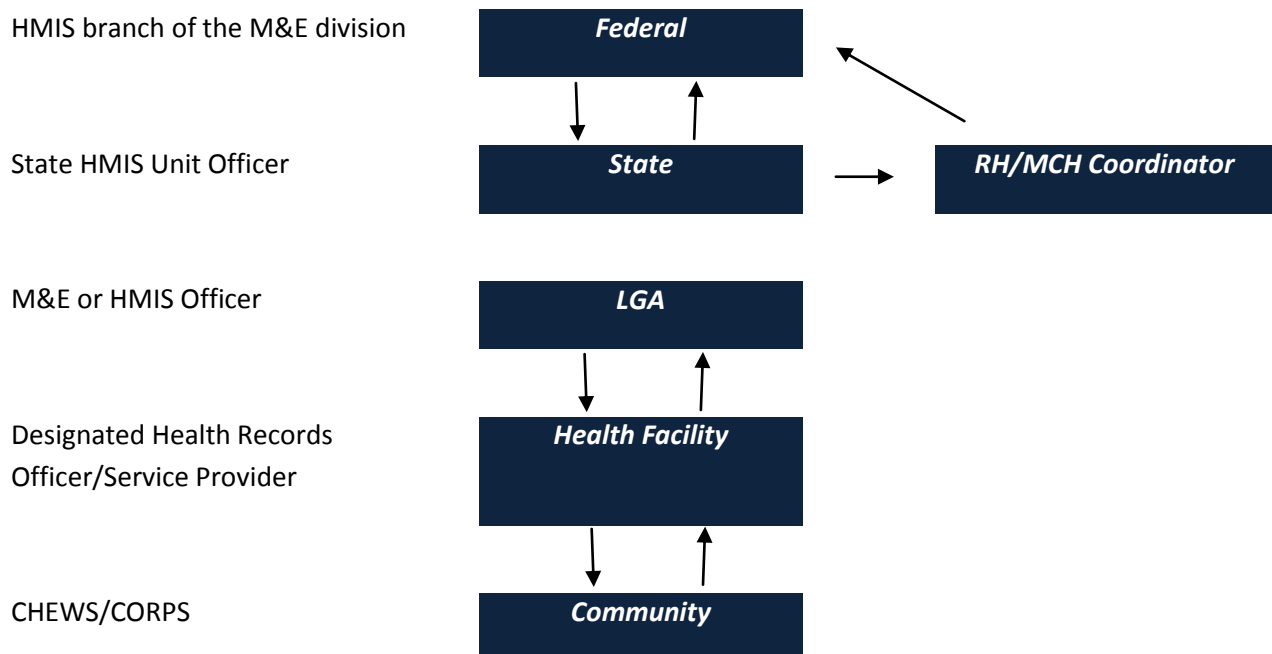 HMIS branch of the M&E division
Federal
State HMIS Unit Officer
State
RH/MCH Coordinator
M&E or HMIS Officer
LGA
Designated Health Records
Officer/Service Provider
Health Facility
CHEWS/CORPS
Community